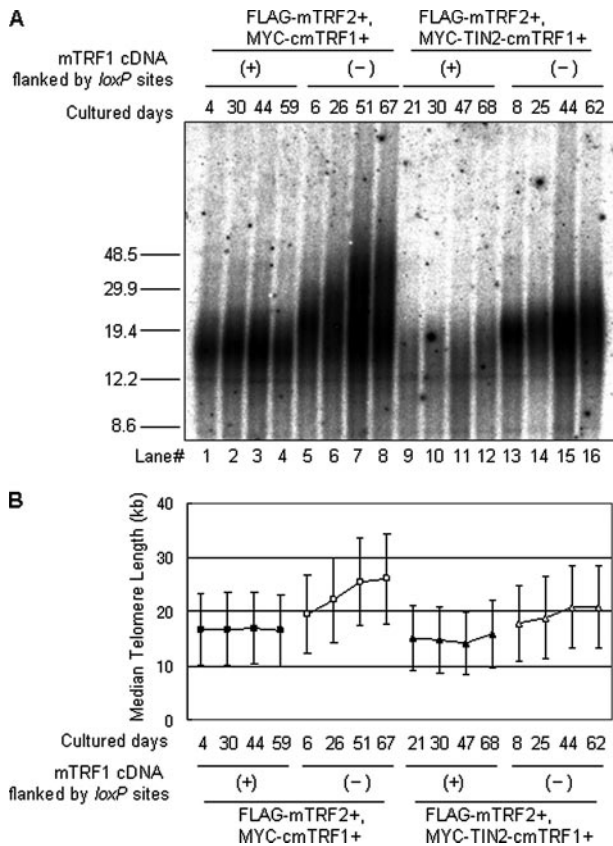 A
FLAG-mTRF2+,
MYC-cmTRF1+
FLAG-mTRF2+,
MYC-TIN2-cmTRF1+
mTRF1 cDNA
flanked by loxP sites
(+) (−) (+) (−)
Cultured days 4 30 44 59 6 26 51 67 21 30 47 68 8 25 44 62
48.5
29.9
19.4
12.2
8.6
Lane# 1 2 3 4 5 6 7 8 9 10 11 12 13 14 15 16
B
Median Telomere Length (kb)
40
30
20
10
0
Cultured days 4 30 44 59 6 26 51 67 21 30 47 68 8 25 44 62
mTRF1 cDNA
flanked by loxP sites
(+) (−) (+) (−)
FLAG-mTRF2+,
MYC-cmTRF1+
FLAG-mTRF2+,
MYC-TIN2-cmTRF1+